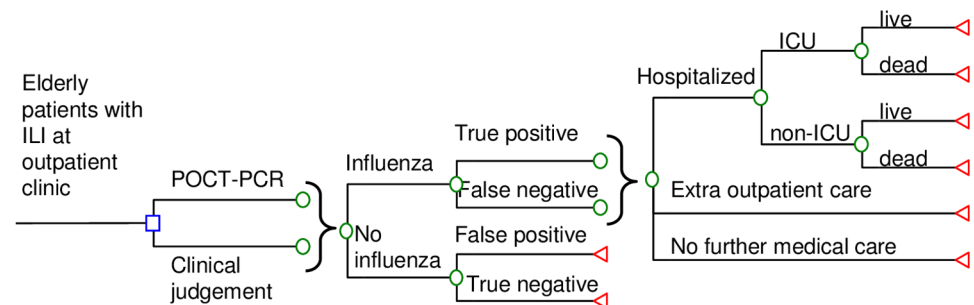 Elderly
patients with
ILI at
outpatient
clinic
POCT-PCR
Clinical
judgement
Influenza
No
influenza
True positive
False negative
False positive
True negative
Hospitalized
ICU
non-ICU
live
dead
live
dead
Extra outpatient care
No further medical care